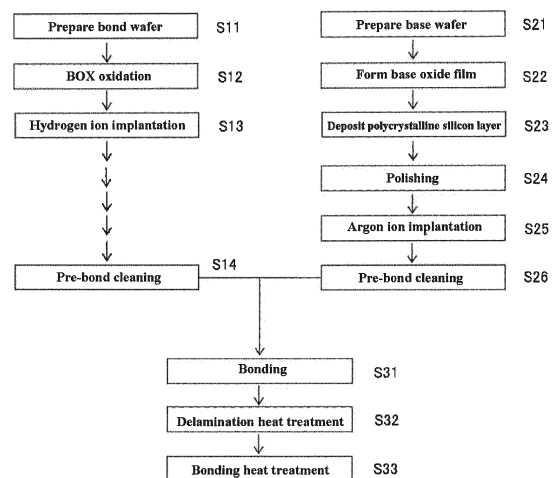 Prepare bond wafer S11
BOX oxidation S12
Hydrogen ion implantation S13
Pre-bond cleaning S14
Prepare base wafer S21
Form base oxide film S22
Deposit polycrystalline silicon layer S23
Polishing S24
Argon ion implantation S25
Pre-bond cleaning S26
Bonding S31
Delamination heat treatment S32
Bonding heat treatment S33